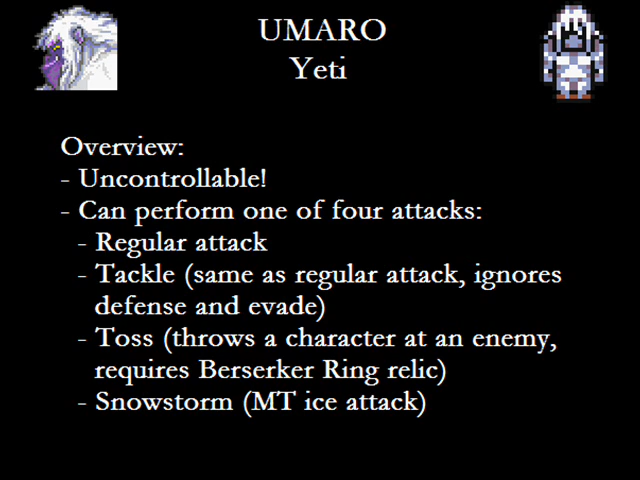 UMARO
Yeti
Overview:
- Uncontrollable!
- Can perform one of four attacks:
- Regular attack
- Tackle (same as regular attack, ignores
defense and evade)
- Toss (throws a character at an enemy,
requires Berserker Ring relic)
- Snowstorm (MT ice attack)